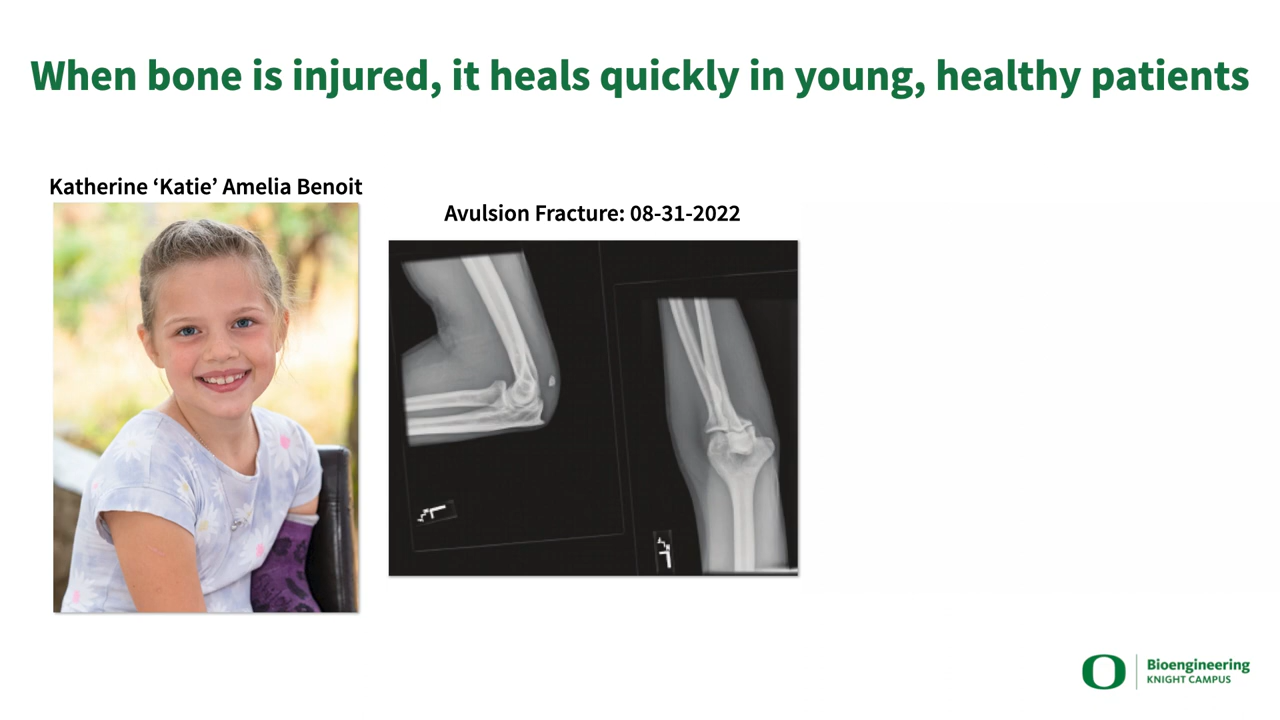 When bone is injured, it heals quickly in young, healthy patients
Katherine ‘Katie’ Amelia Benoit
Avulsion Fracture: 08-31-2022
O
Bioengineering
KNIGHT CAMPUS